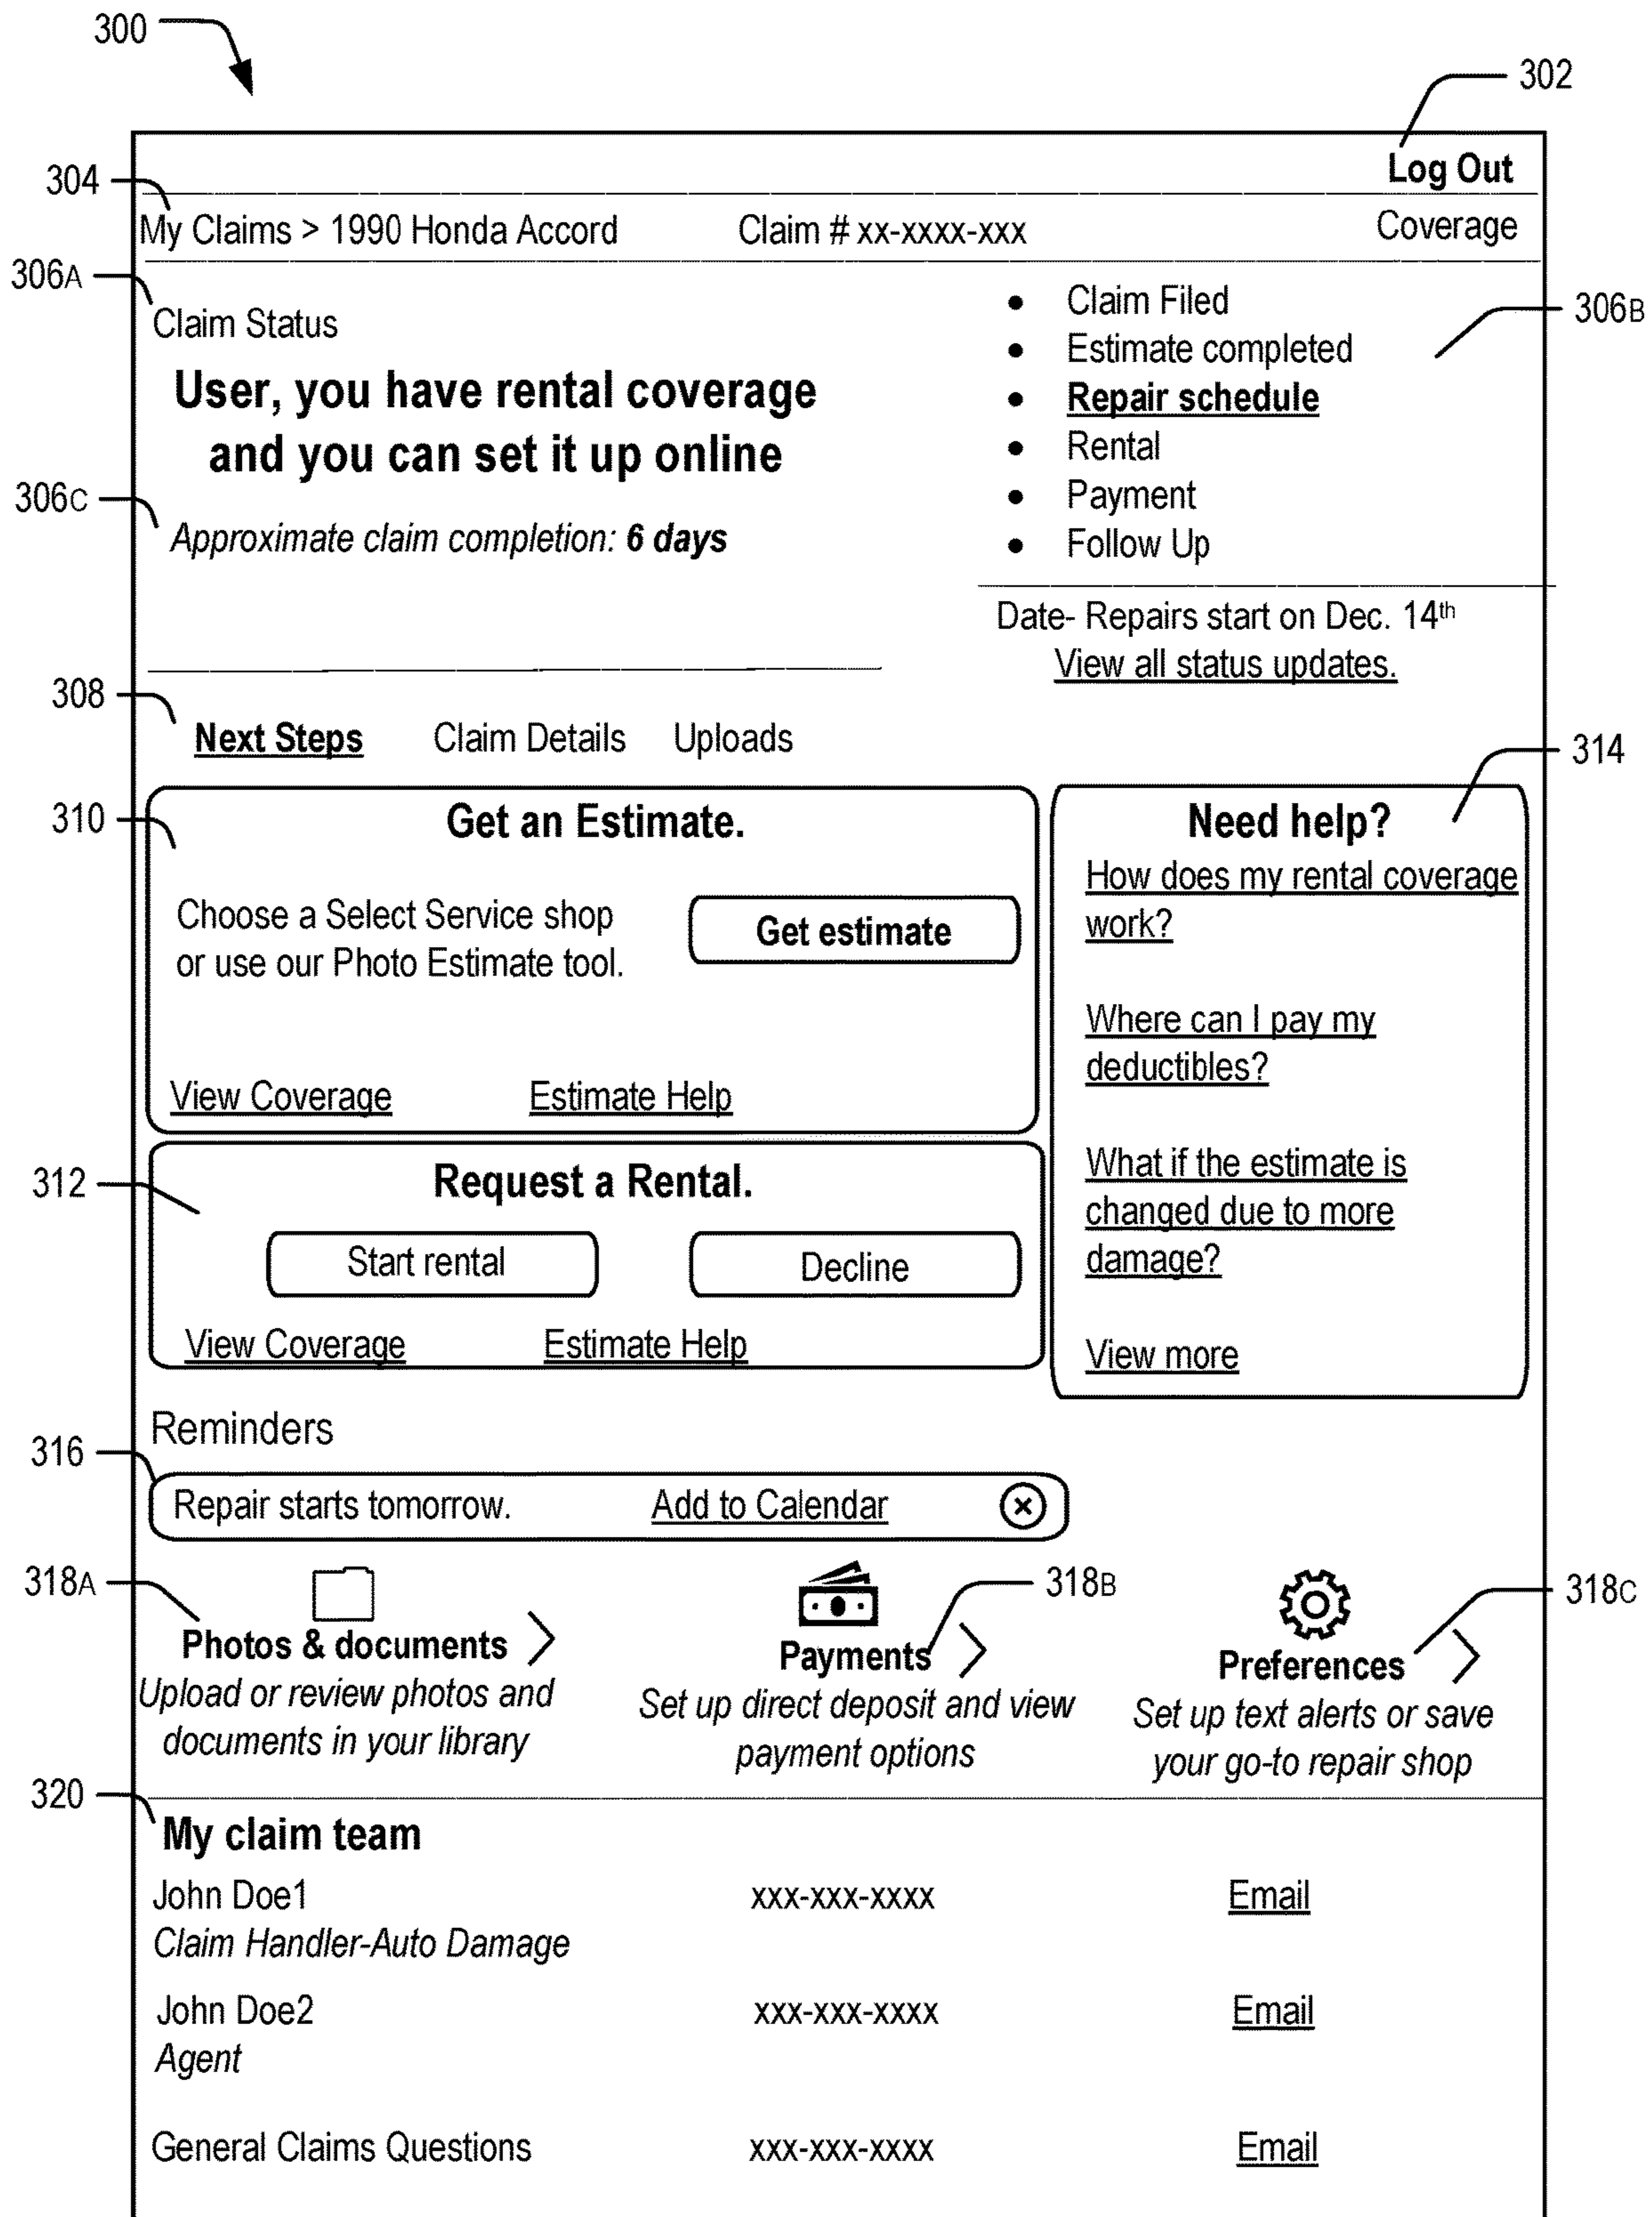 300
302
Log Out
304
My Claims > 1990 Honda Accord Claim # xx-xxxx-xxx Coverage
306A
Claim Status
User, you have rental coverage
and you can set it up online
306C
Approximate claim completion: 6 days
• Claim Filed
• Estimate completed
• Repair schedule
• Rental
• Payment
• Follow Up
306B
Date- Repairs start on Dec. 14th
View all status updates.
308
Next Steps Claim Details Uploads
310
Get an Estimate.
Choose a Select Service shop
or use our Photo Estimate tool.
Get estimate
View Coverage Estimate Help
314
Need help?
How does my rental coverage
work?
Where can I pay my
deductibles?
What if the estimate is
changed due to more
damage?
View more
312
Request a Rental.
Start rental Decline
View Coverage Estimate Help
Reminders
316
Repair starts tomorrow. Add to Calendar
318A
Photos & documents
Upload or review photos and
documents in your library
318B
Payments
Set up direct deposit and view
payment options
318C
Preferences
Set up text alerts or save
your go-to repair shop
320
My claim team
John Doe1 xxx-xxx-xxxx Email
Claim Handler-Auto Damage
John Doe2 xxx-xxx-xxxx Email
Agent
General Claims Questions xxx-xxx-xxxx Email